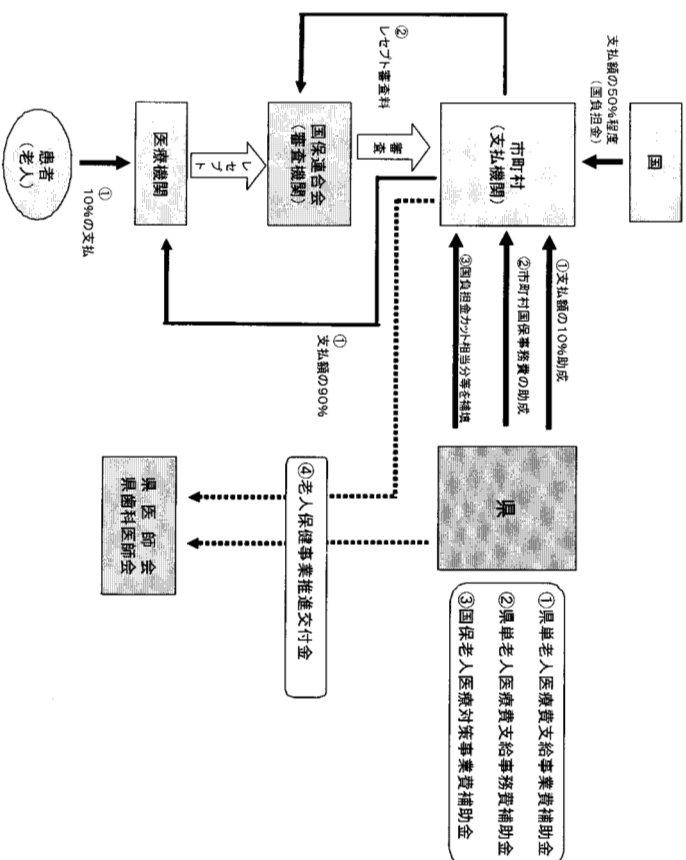 国
支払額の50%程度
(国負担金)
市町村
(支払機関)
②
レセプト審査料
審査
国保連合会
(審査機関)
レセプト
医療機関
①
10%の支払
患者
(老人)
①
支払額の90%
①支払額の10%助成
②市町村国保事務費の助成
③国負担金カット相当分等を補填
県
①県単老人医療費支給事業費補助金
②県単老人医療費支給事務費補助金
③国保老人医療対策事業費補助金
④老人保健事業推進交付金
県医師会
県歯科医師会